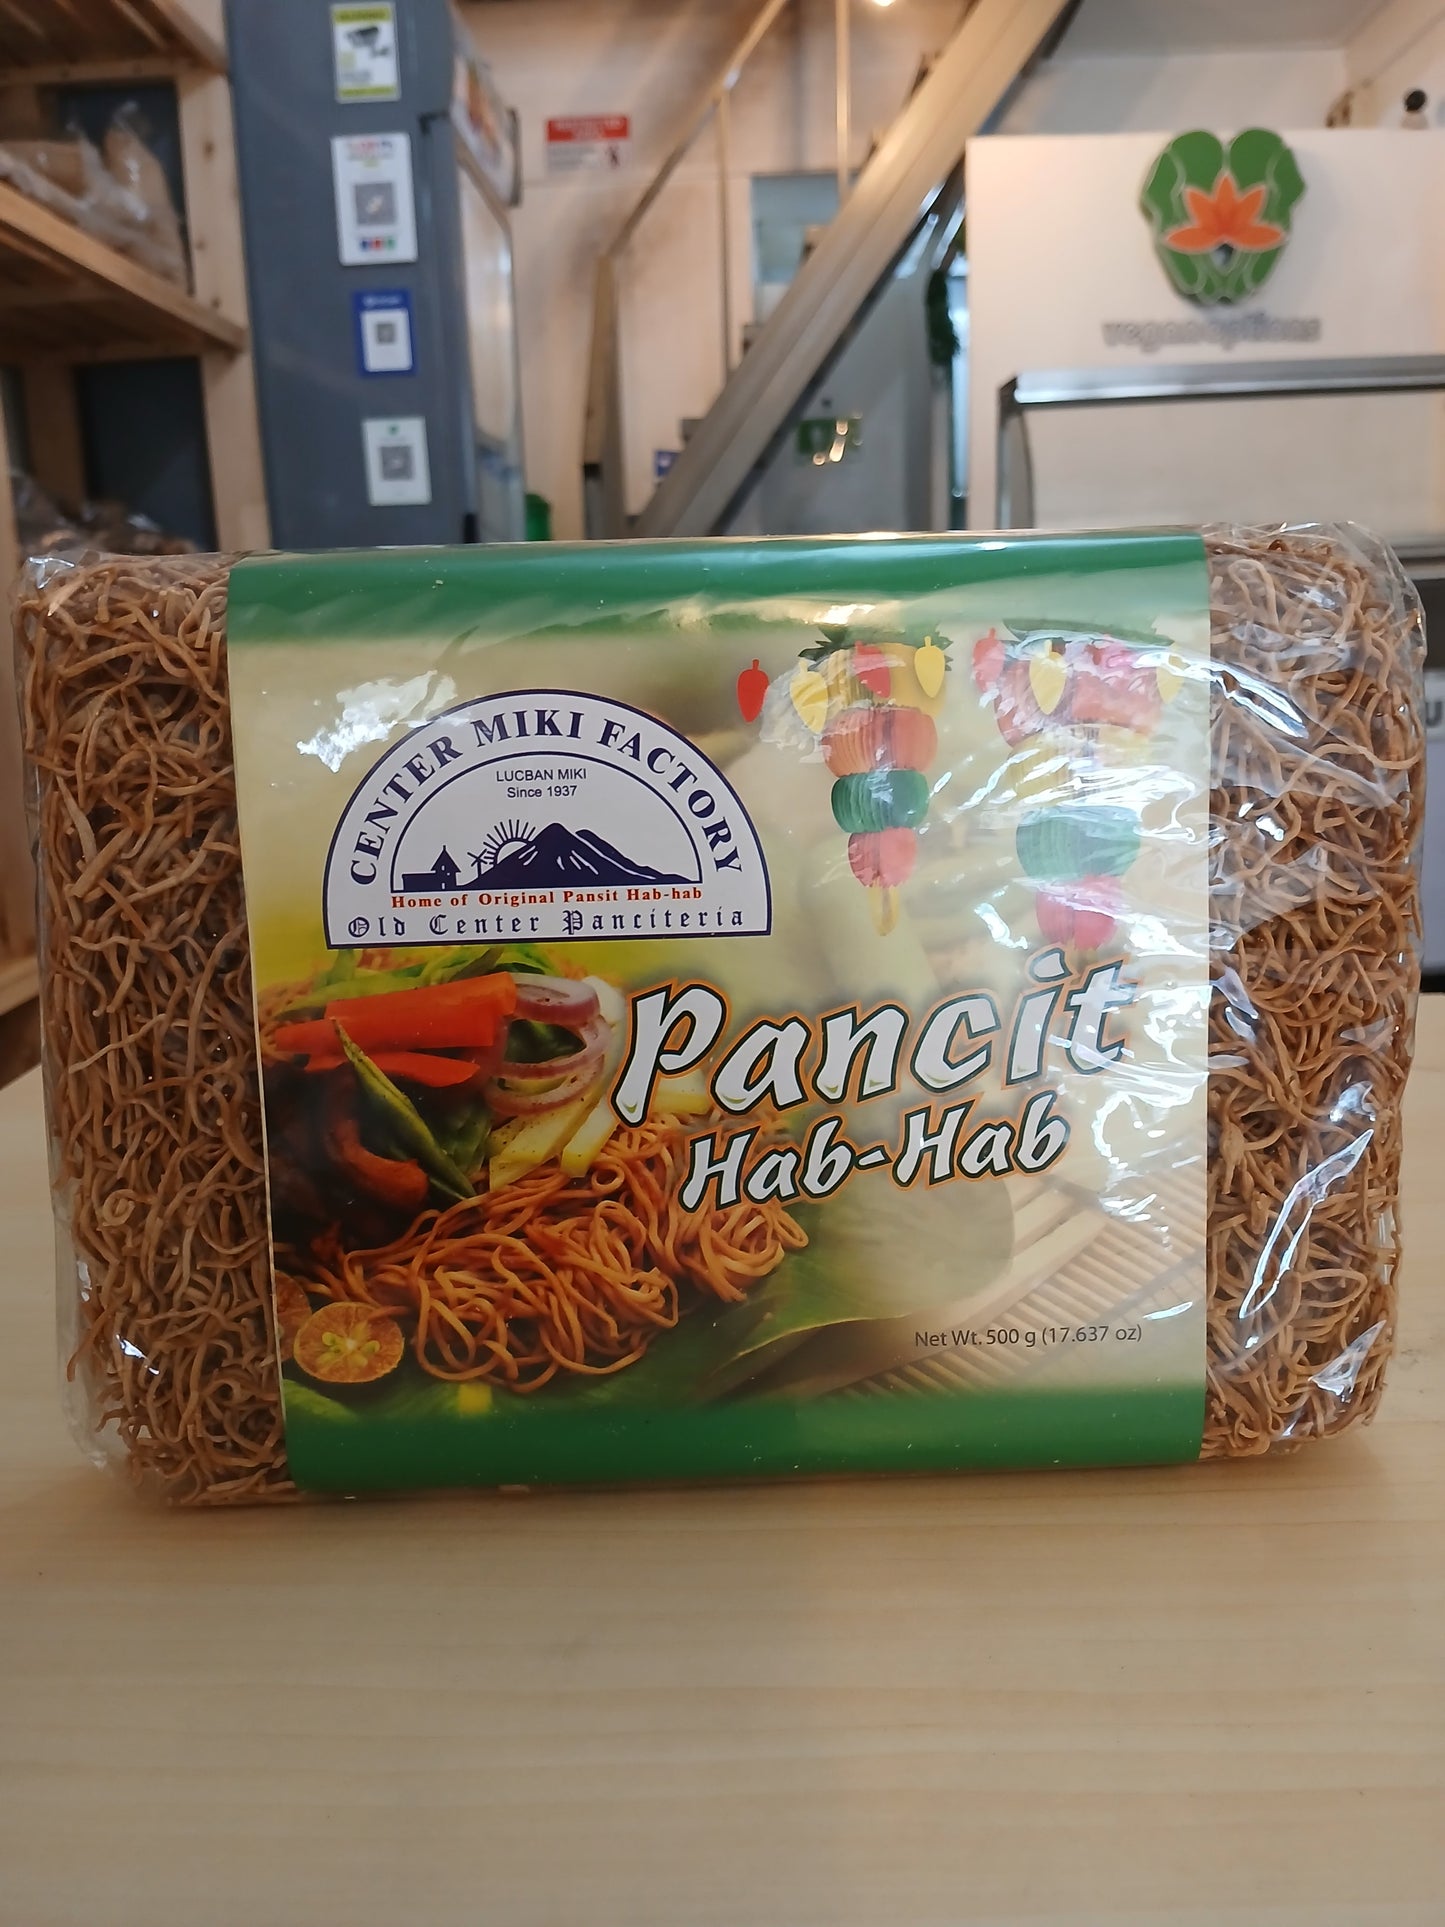 veganoptions
CENTER MIKI FACTORY
LUCBAN MIKI
Since 1937
Home of Original Pansit Hab-hab
Old Center Panciteria
Pancit
Hab-Hab
Net Wt. 500 g (17.637 oz)